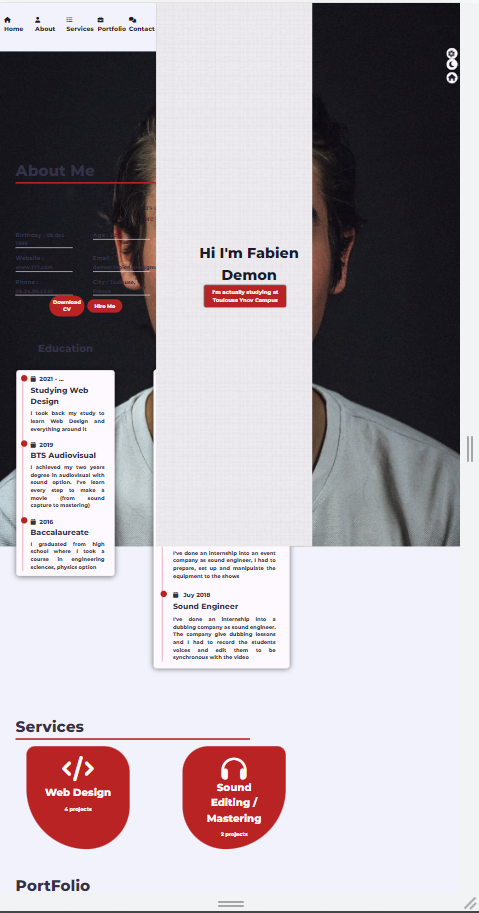 Home
About
Services
Portfolio
Contact
About Me
Hi I'm Fabien
Demon
I'm actually studying at
Toulouse Ynov Campus
Birthday :
Age :
Website :
Email :
Phone :
City : Toulouse,
France
Download
CV
Hire Me
Education
2021 - ...
Studying Web
Design
I took back my study to
learn Web Design and
everything around it
2019
BTS Audiovisual
I achieved my two years
degree in audiovisual with
sound option. I've learn
every step to make a
movie (from sound
capture to mastering)
2016
Baccalaureate
I graduated from high
school where I took a
course in engineering
sciences, physics option
I've done an internship into an event
company as sound engineer, I had to
prepare, set up and manipulate the
equipment to the shows
Juy 2018
Sound Engineer
I've done an internship into a
dubbing company as sound engineer.
The company give dubbing lessons
and I had to record the students
voices and edit them to be
synchronous with the video
Services
Web Design
4 projects
Sound
Editing /
Mastering
3 projects
PortFolio